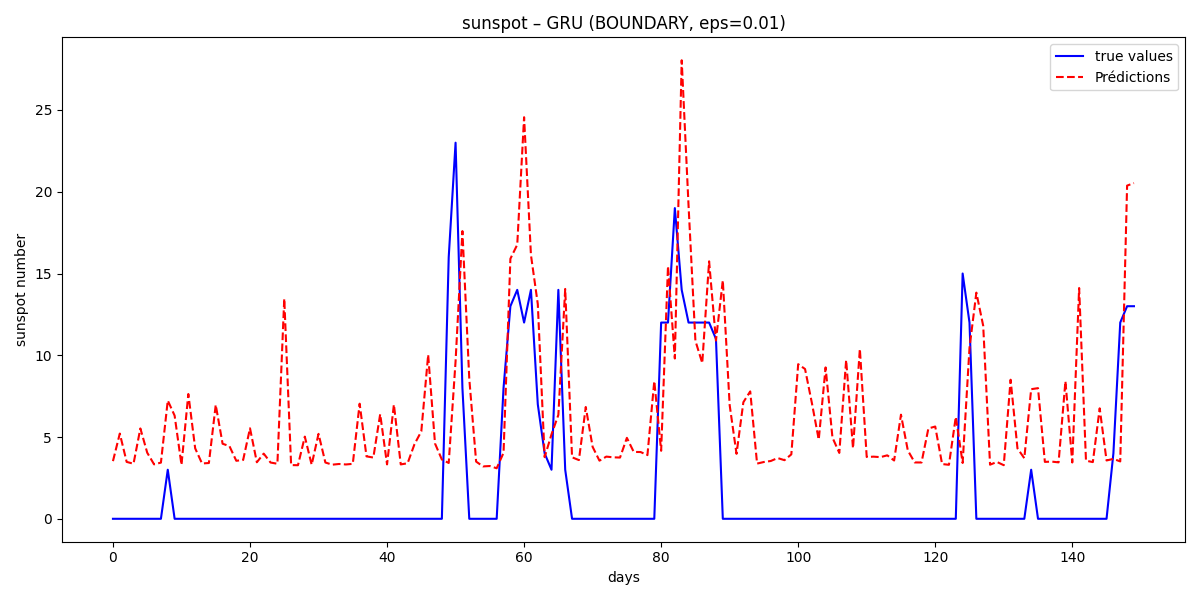 sunspot – GRU (BOUNDARY, eps=0.01)
true values
Prédictions
sunspot number
25
20
15
10
5
0
0 20 40 60 80 100 120 140
days